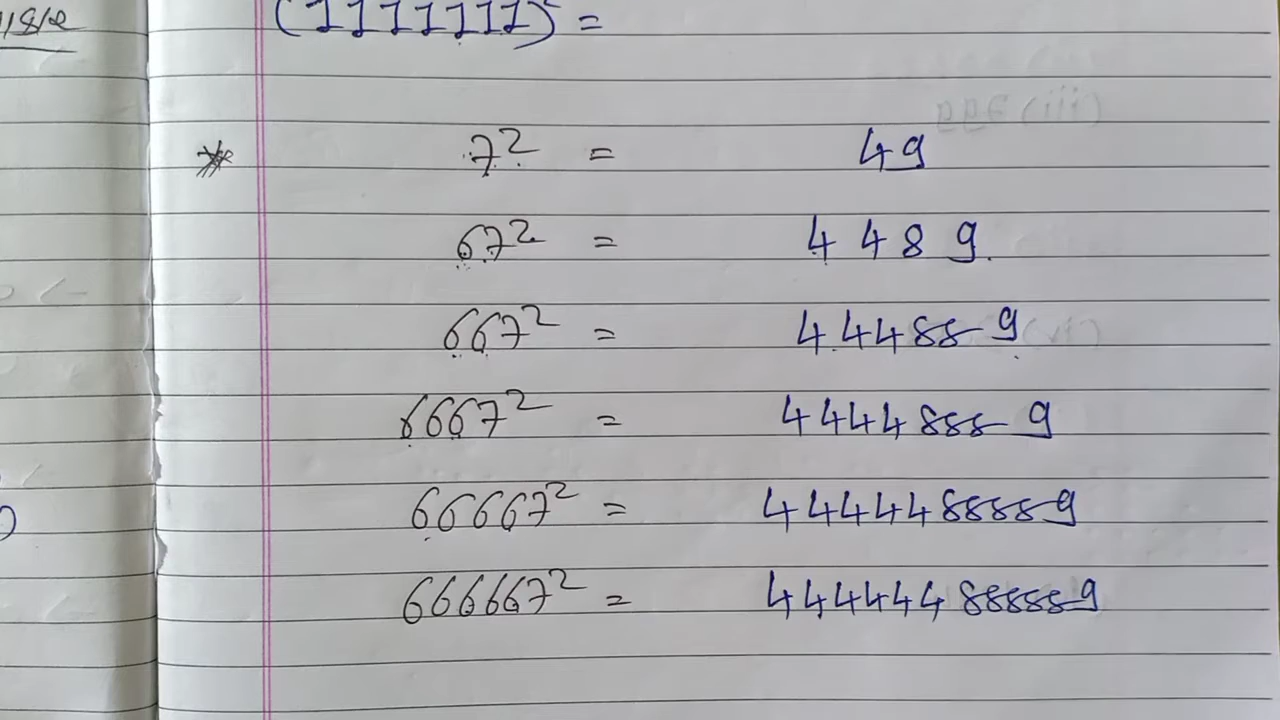 (1111111)² =
* 7² = 49
67² = 4489.
667² = 444889
6667² = 44448889
66667² = 4444488889
666667² = 444444888889